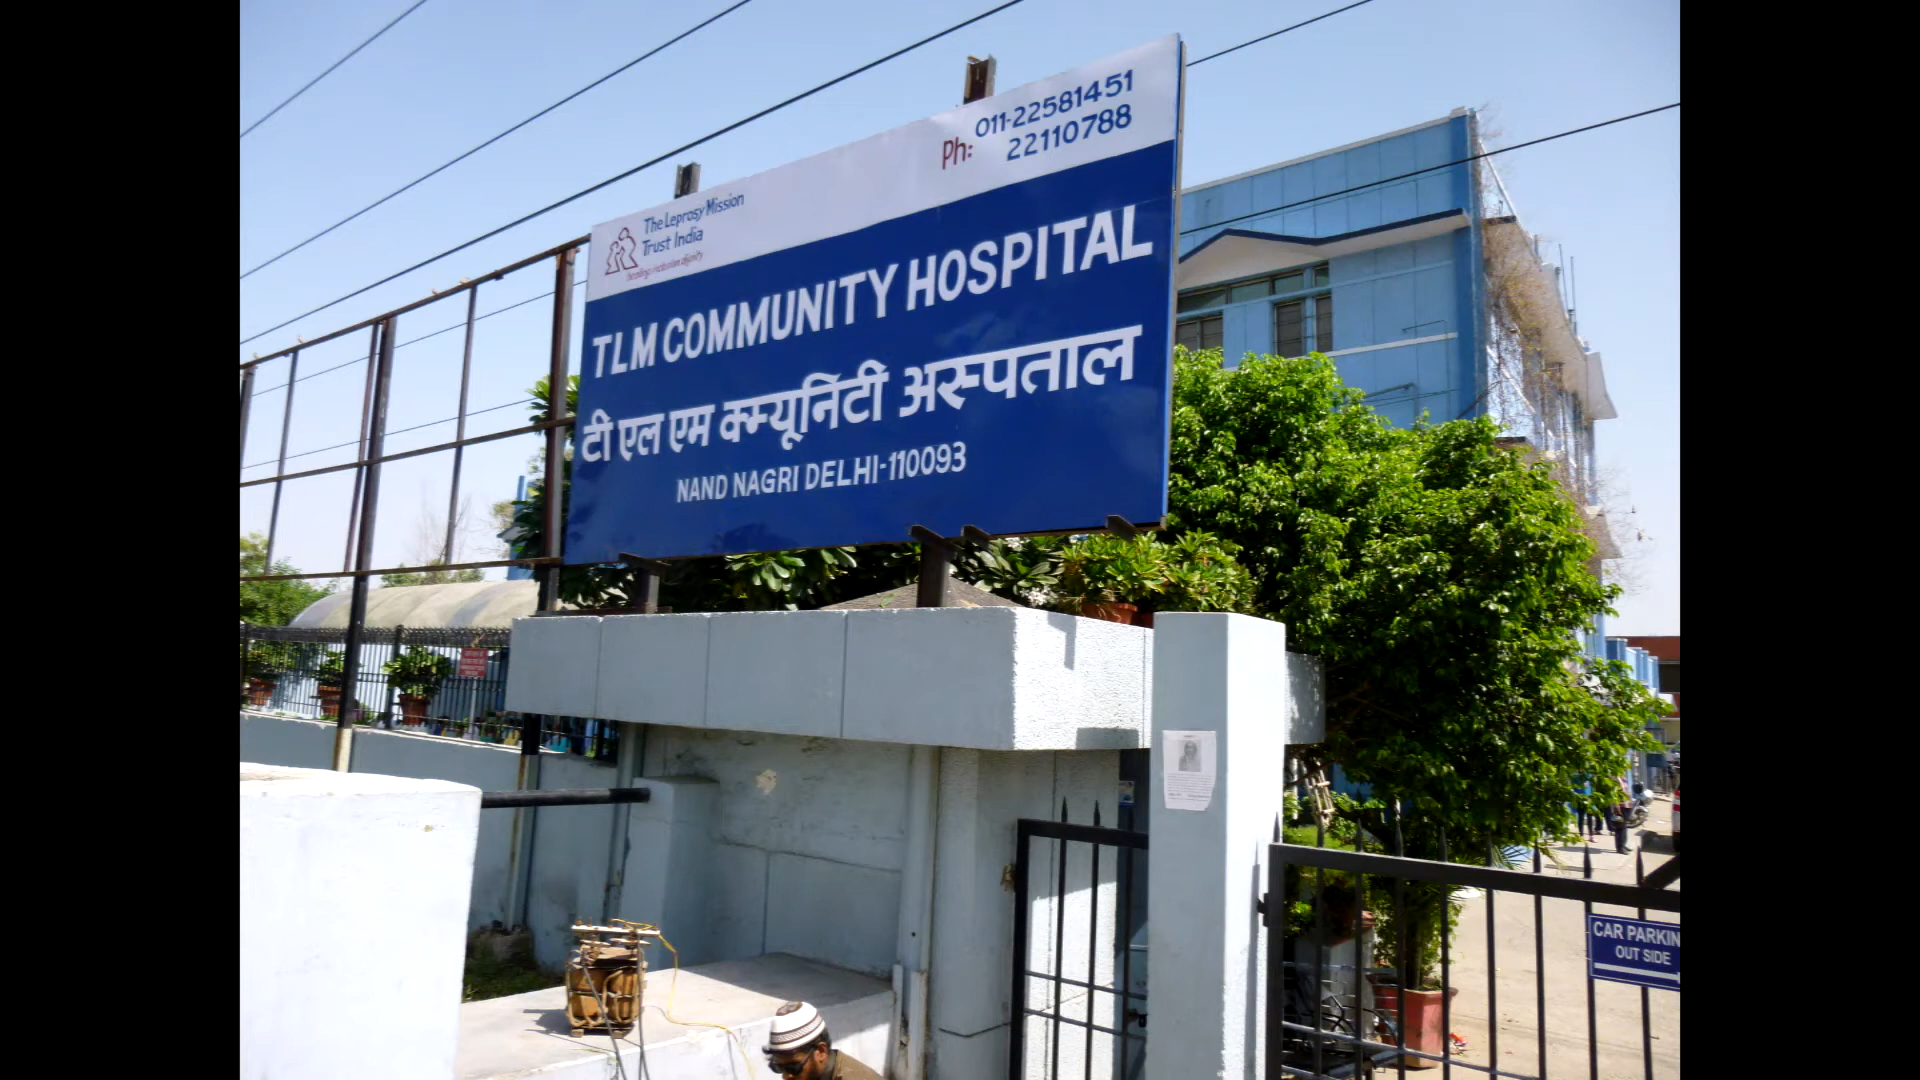 011-22581451
Ph: 22110788
The Leprosy Mission
Trust India
TLM COMMUNITY HOSPITAL
टी एल एम कम्यूनिटी अस्पताल
NAND NAGRI DELHI-110093
CAR PARKIN
OUT SIDE